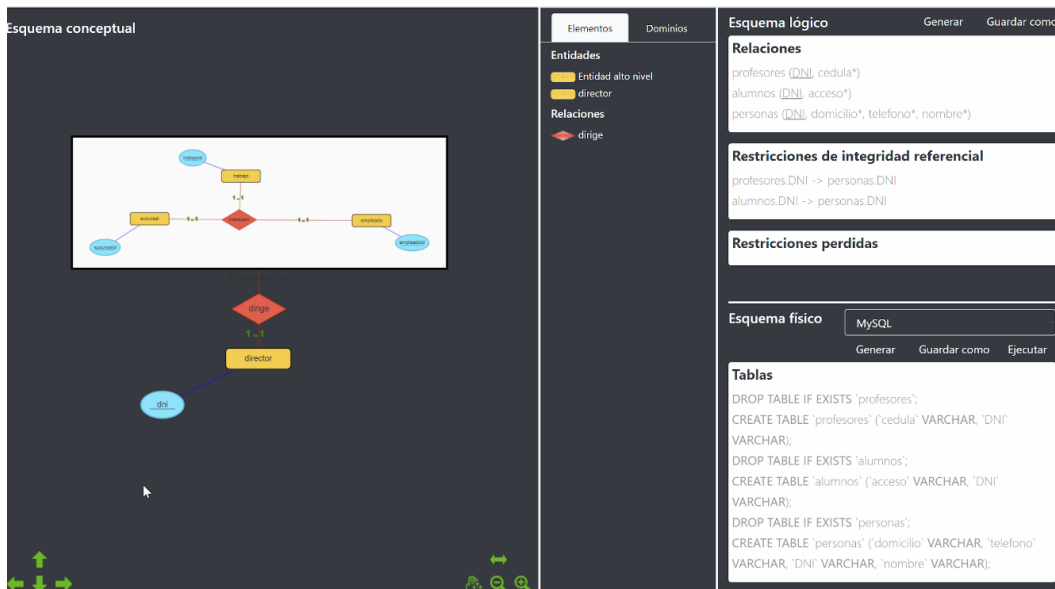 Esquema conceptual
trabajoId
trabajo
1..1
sucursal
1..1
trabajaen
1..1
empleado
sucursalId
empleadoId
dirige
1..1
director
dni
Elementos
Dominios
Entidades
Entidad alto nivel
director
Relaciones
dirige
Esquema lógico Generar Guardar como
Relaciones
profesores (DNI, cedula*)
alumnos (DNI, acceso*)
personas (DNI, domicilio*, telefono*, nombre*)
Restricciones de integridad referencial
profesores.DNI -> personas.DNI
alumnos.DNI -> personas.DNI
Restricciones perdidas
Esquema físico MySQL
Generar Guardar como Ejecutar
Tablas
DROP TABLE IF EXISTS `profesores`;
CREATE TABLE `profesores` (`cedula` VARCHAR, `DNI`
VARCHAR);
DROP TABLE IF EXISTS `alumnos`;
CREATE TABLE `alumnos` (`acceso` VARCHAR, `DNI`
VARCHAR);
DROP TABLE IF EXISTS `personas`;
CREATE TABLE `personas` (`domicilio` VARCHAR, `telefono`
VARCHAR, `DNI` VARCHAR, `nombre` VARCHAR);